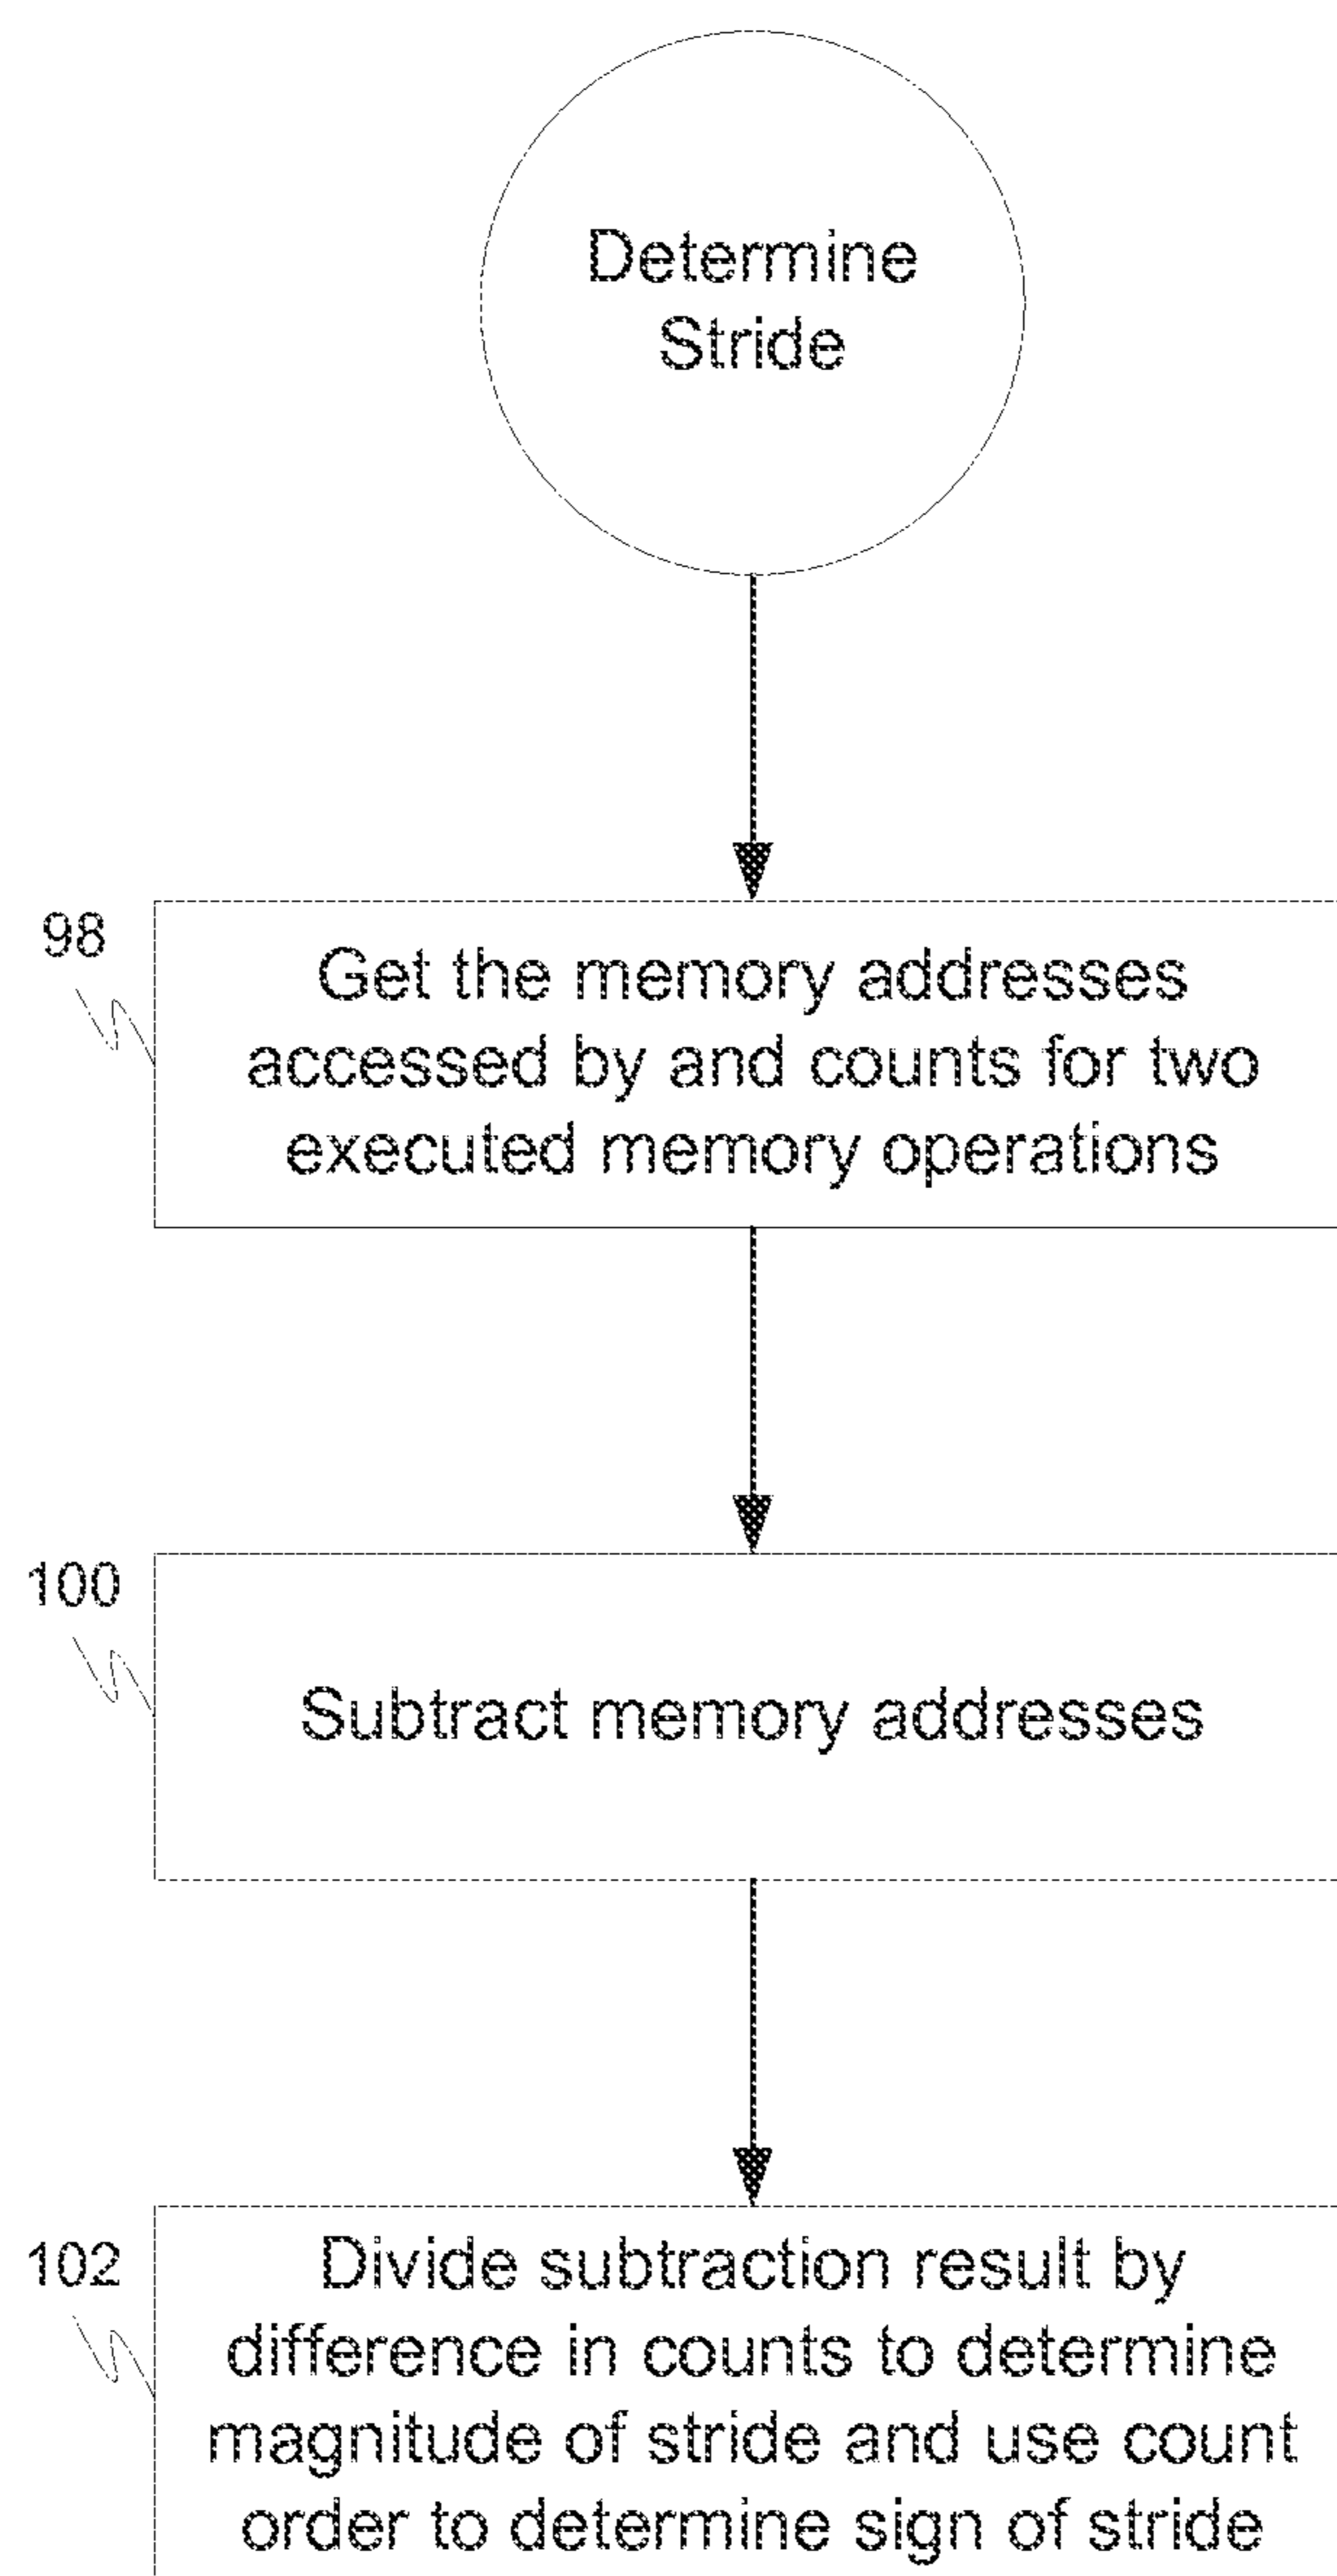 Determine
Stride
98
Get the memory addresses
accessed by and counts for two
executed memory operations
100
Subtract memory addresses
102
Divide subtraction result by
difference in counts to determine
magnitude of stride and use count
order to determine sign of stride